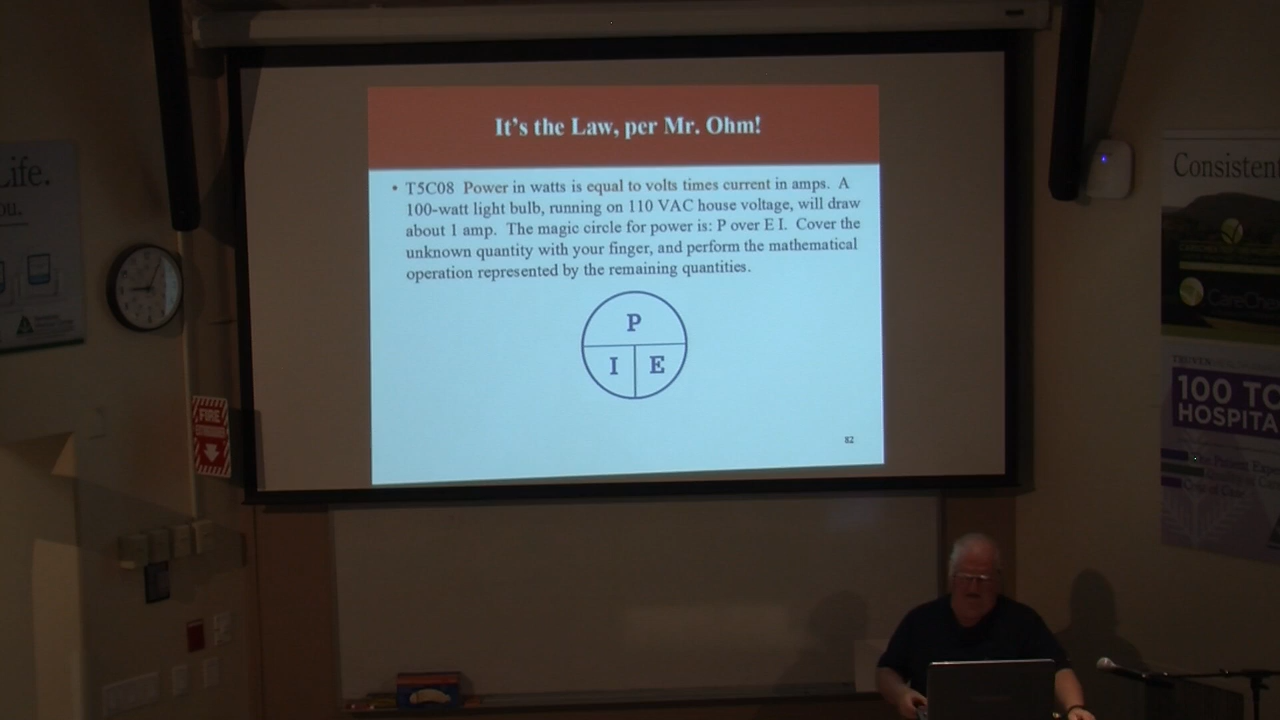 It's the Law, per Mr. Ohm!
• T5C08 Power in watts is equal to volts times current in amps. A
100-watt light bulb, running on 110 VAC house voltage, will draw
about 1 amp. The magic circle for power is: P over E I. Cover the
unknown quantity with your finger, and perform the mathematical
operation represented by the remaining quantities.
P
I E
82
Life.
ou.
FIRE
Consistent
100 TO
HOSPITA